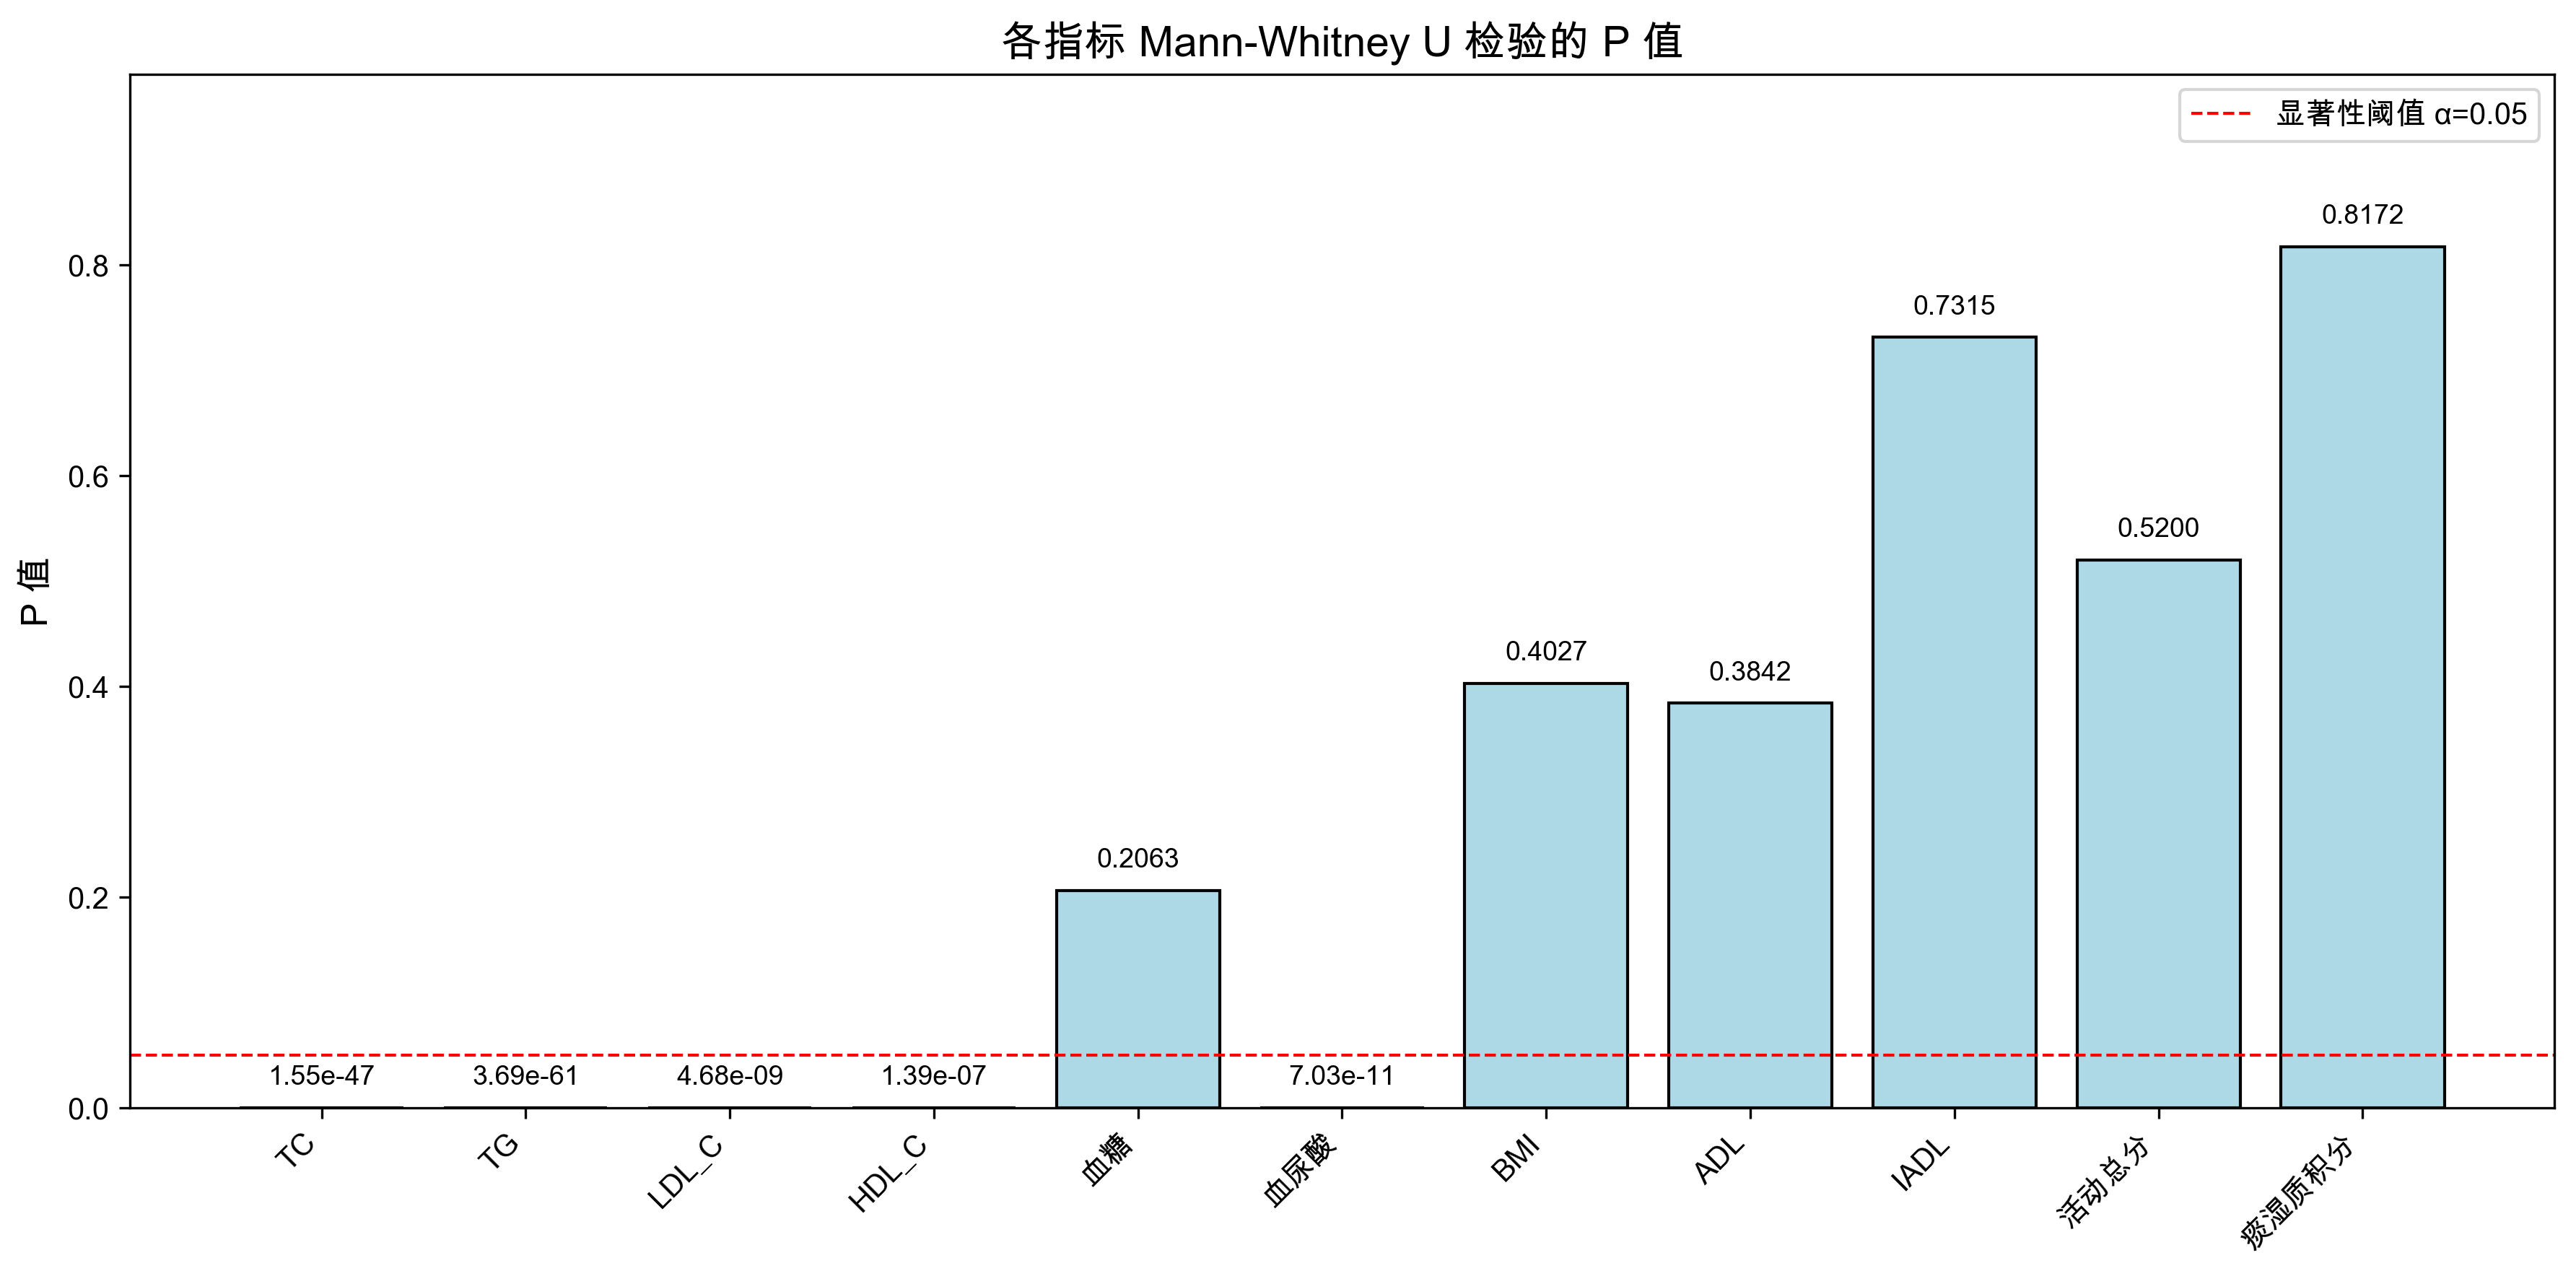 各指标 Mann-Whitney U 检验的 P 值
显著性阈值 α=0.05
P 值
0.8
0.6
0.4
0.2
0.0
1.55e-47
3.69e-61
4.68e-09
1.39e-07
0.2063
7.03e-11
0.4027
0.3842
0.7315
0.5200
0.8172
TC
TG
LDL_C
HDL_C
血糖
血尿酸
BMI
ADL
IADL
活动总分
痰湿质积分